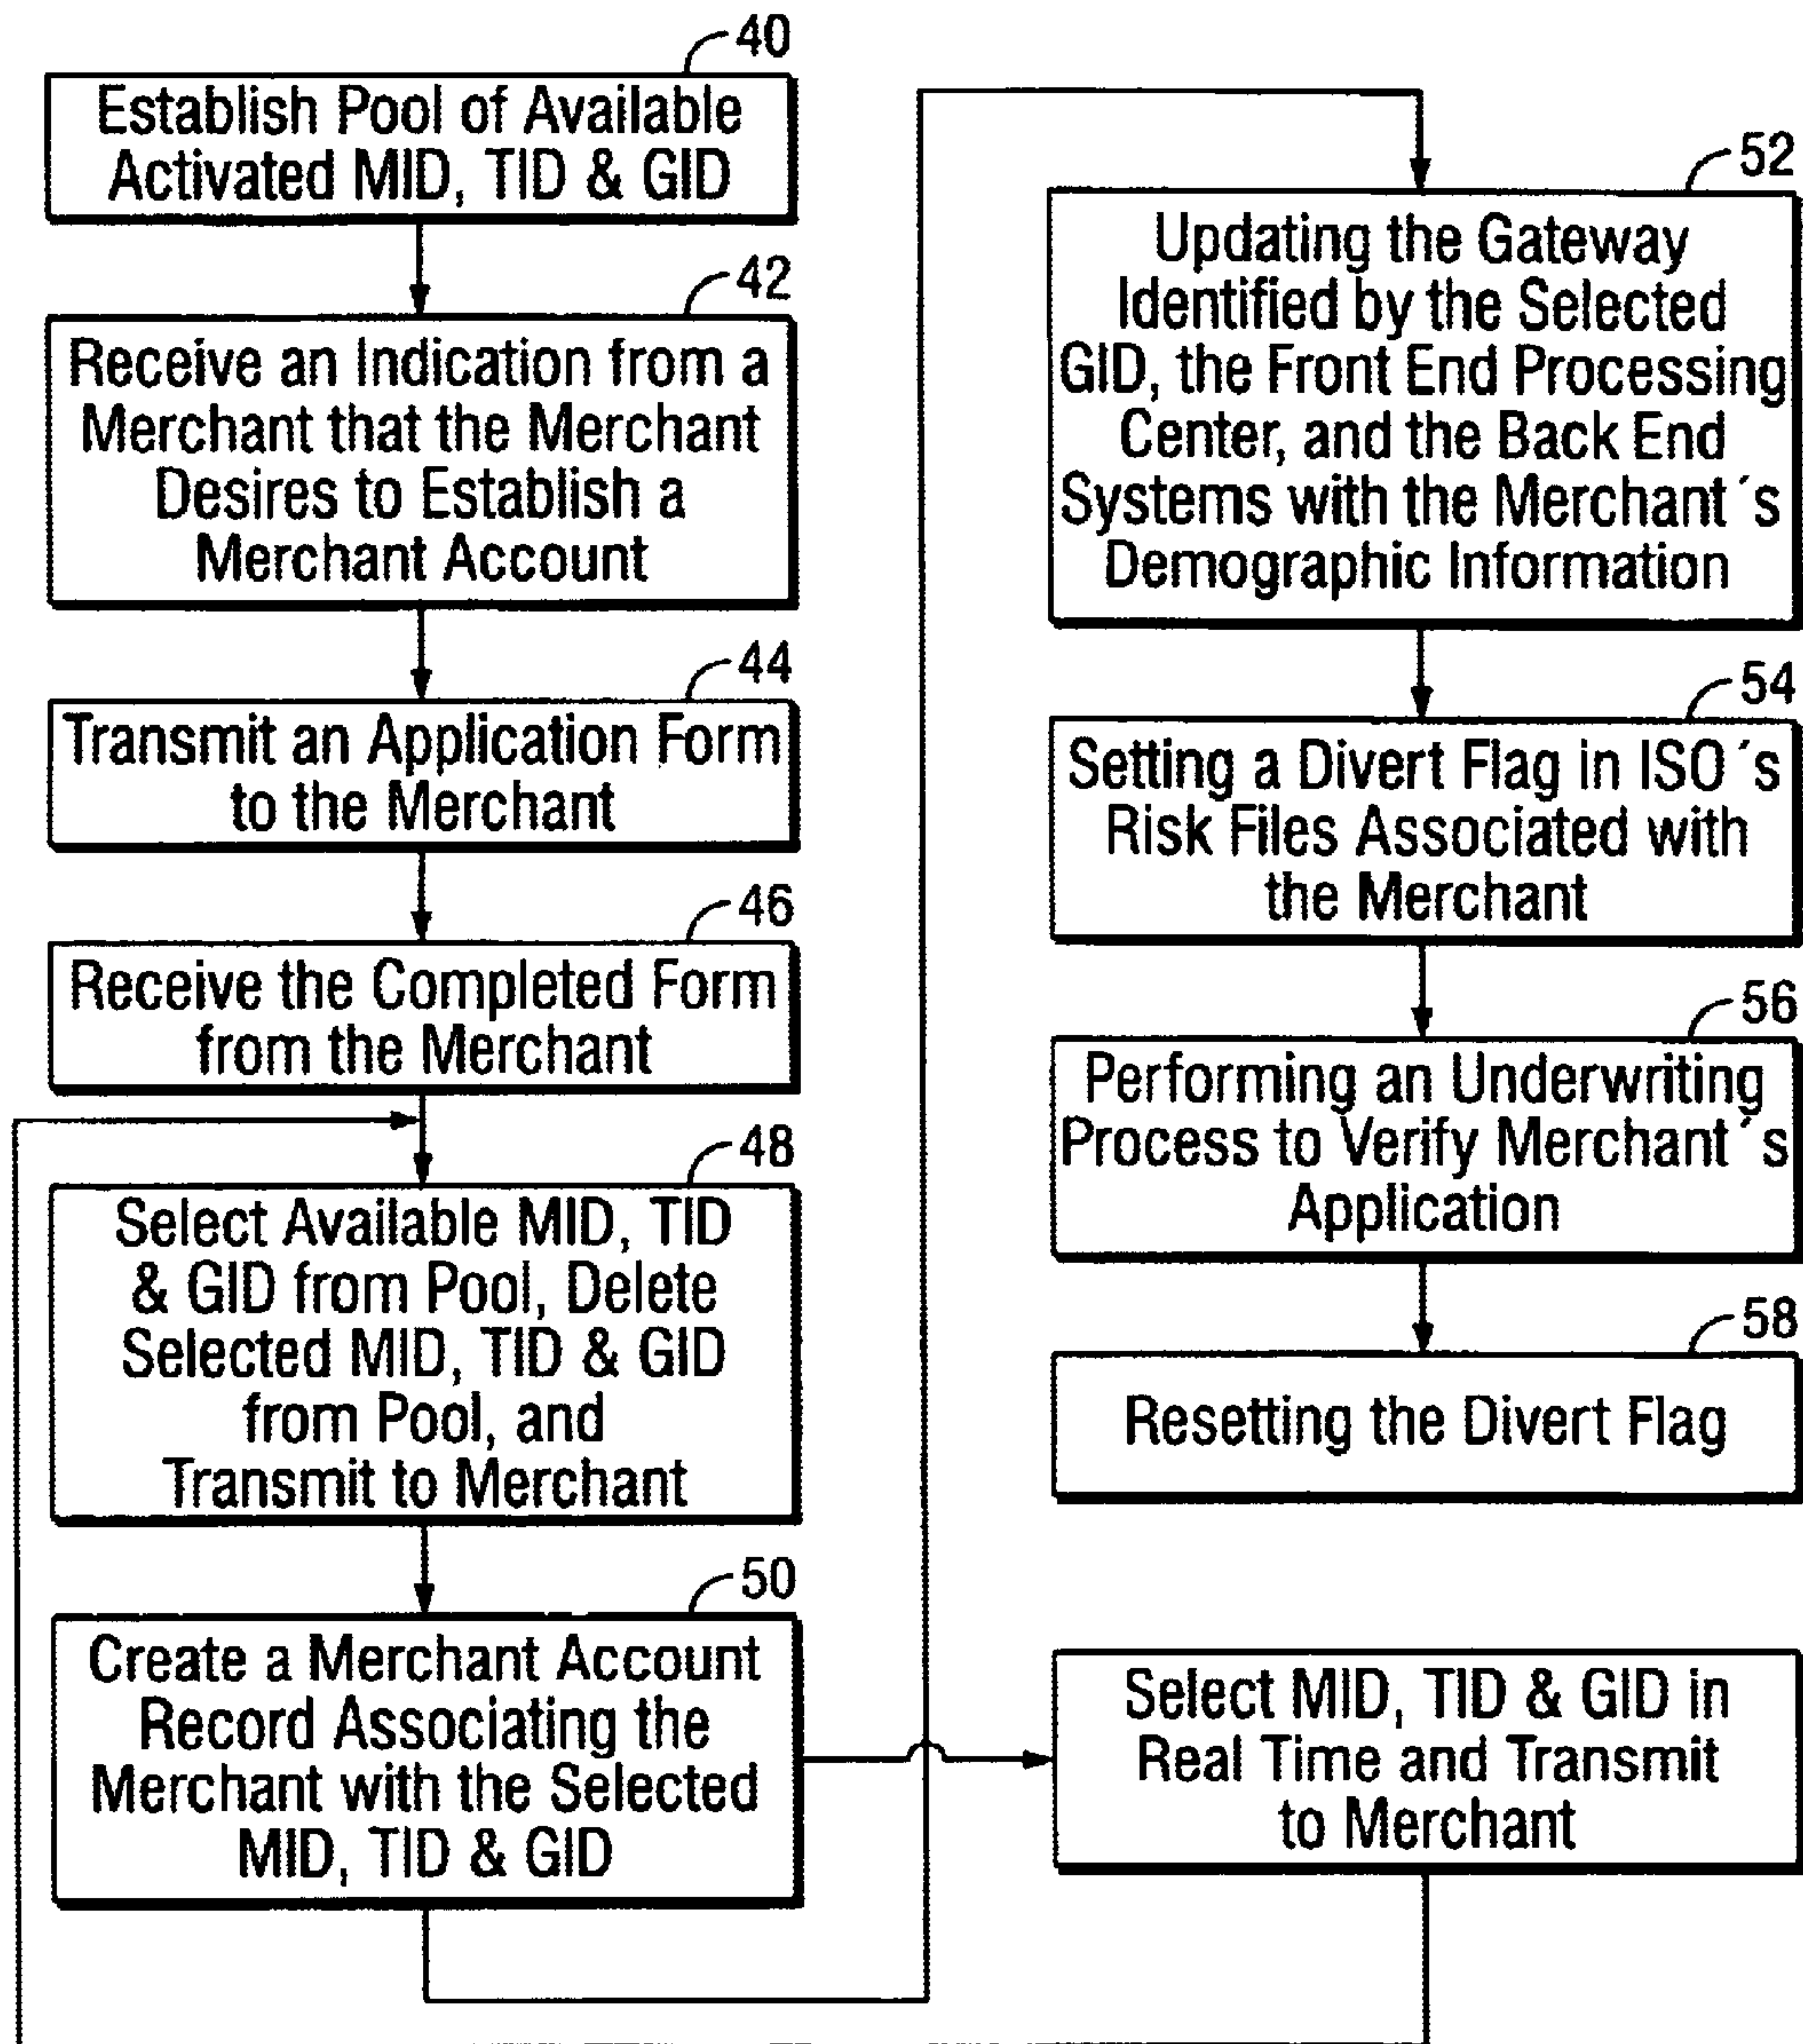 40
Establish Pool of Available
Activated MID, TID & GID
42
Receive an Indication from a
Merchant that the Merchant
Desires to Establish a
Merchant Account
44
Transmit an Application Form
to the Merchant
46
Receive the Completed Form
from the Merchant
48
Select Available MID, TID
& GID from Pool, Delete
Selected MID, TID & GID
from Pool, and
Transmit to Merchant
50
Create a Merchant Account
Record Associating the
Merchant with the Selected
MID, TID & GID
52
Updating the Gateway
Identified by the Selected
GID, the Front End Processing
Center, and the Back End
Systems with the Merchant´s
Demographic Information
54
Setting a Divert Flag in ISO´s
Risk Files Associated with
the Merchant
56
Performing an Underwriting
Process to Verify Merchant´s
Application
58
Resetting the Divert Flag
Select MID, TID & GID in
Real Time and Transmit
to Merchant